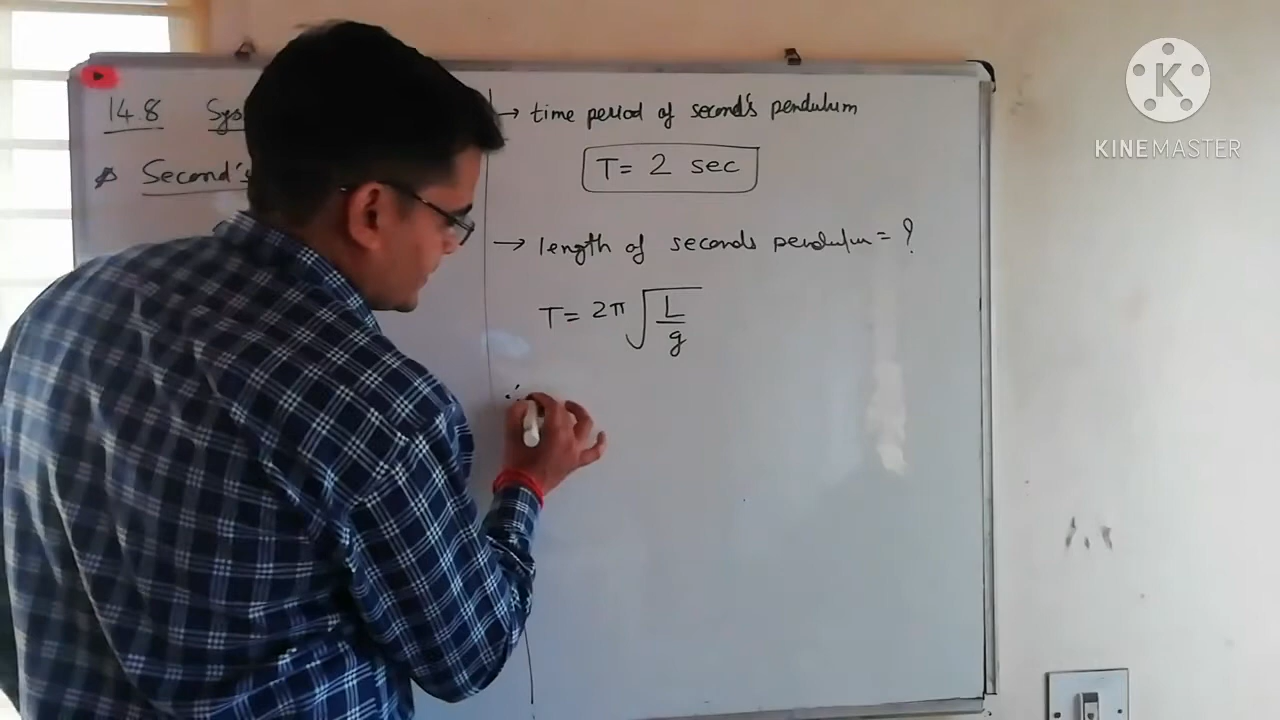 14.8 Sys
* Second's
→ time period of second's pendulum
T= 2 sec
→ length of seconds pendulum = ?
T= 2π √(L/g)
∴
K
KINEMASTER